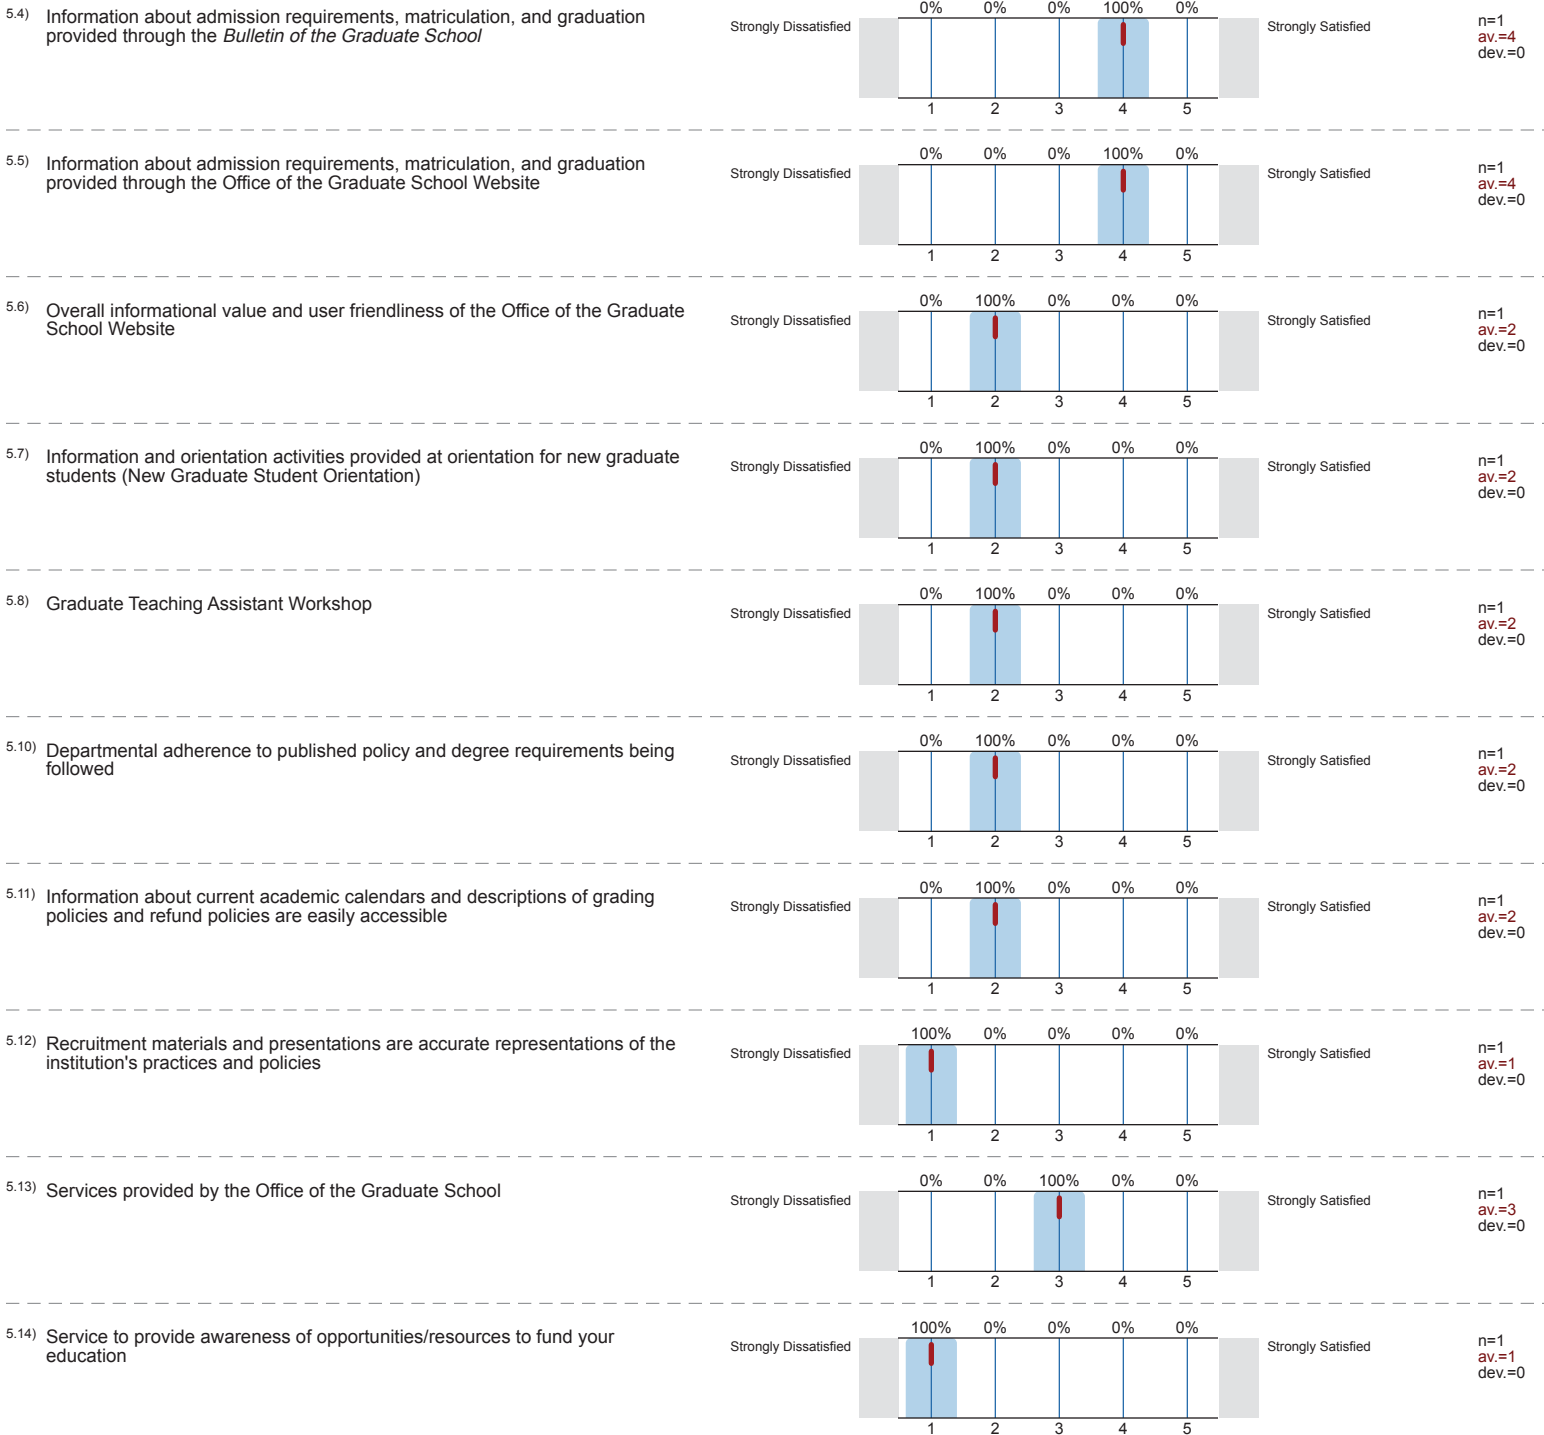 5.4) Information about admission requirements, matriculation, and graduation
provided through the Bulletin of the Graduate School
Strongly Dissatisfied
0% 0% 0% 100% 0%
1 2 3 4 5
Strongly Satisfied
n=1
av.=4
dev.=0
5.5) Information about admission requirements, matriculation, and graduation
provided through the Office of the Graduate School Website
Strongly Dissatisfied
0% 0% 0% 100% 0%
1 2 3 4 5
Strongly Satisfied
n=1
av.=4
dev.=0
5.6) Overall informational value and user friendliness of the Office of the Graduate
School Website
Strongly Dissatisfied
0% 100% 0% 0% 0%
1 2 3 4 5
Strongly Satisfied
n=1
av.=2
dev.=0
5.7) Information and orientation activities provided at orientation for new graduate
students (New Graduate Student Orientation)
Strongly Dissatisfied
0% 100% 0% 0% 0%
1 2 3 4 5
Strongly Satisfied
n=1
av.=2
dev.=0
5.8) Graduate Teaching Assistant Workshop
Strongly Dissatisfied
0% 100% 0% 0% 0%
1 2 3 4 5
Strongly Satisfied
n=1
av.=2
dev.=0
5.10) Departmental adherence to published policy and degree requirements being
followed
Strongly Dissatisfied
0% 100% 0% 0% 0%
1 2 3 4 5
Strongly Satisfied
n=1
av.=2
dev.=0
5.11) Information about current academic calendars and descriptions of grading
policies and refund policies are easily accessible
Strongly Dissatisfied
0% 100% 0% 0% 0%
1 2 3 4 5
Strongly Satisfied
n=1
av.=2
dev.=0
5.12) Recruitment materials and presentations are accurate representations of the
institution's practices and policies
Strongly Dissatisfied
100% 0% 0% 0% 0%
1 2 3 4 5
Strongly Satisfied
n=1
av.=1
dev.=0
5.13) Services provided by the Office of the Graduate School
Strongly Dissatisfied
0% 0% 100% 0% 0%
1 2 3 4 5
Strongly Satisfied
n=1
av.=3
dev.=0
5.14) Service to provide awareness of opportunities/resources to fund your
education
Strongly Dissatisfied
100% 0% 0% 0% 0%
1 2 3 4 5
Strongly Satisfied
n=1
av.=1
dev.=0